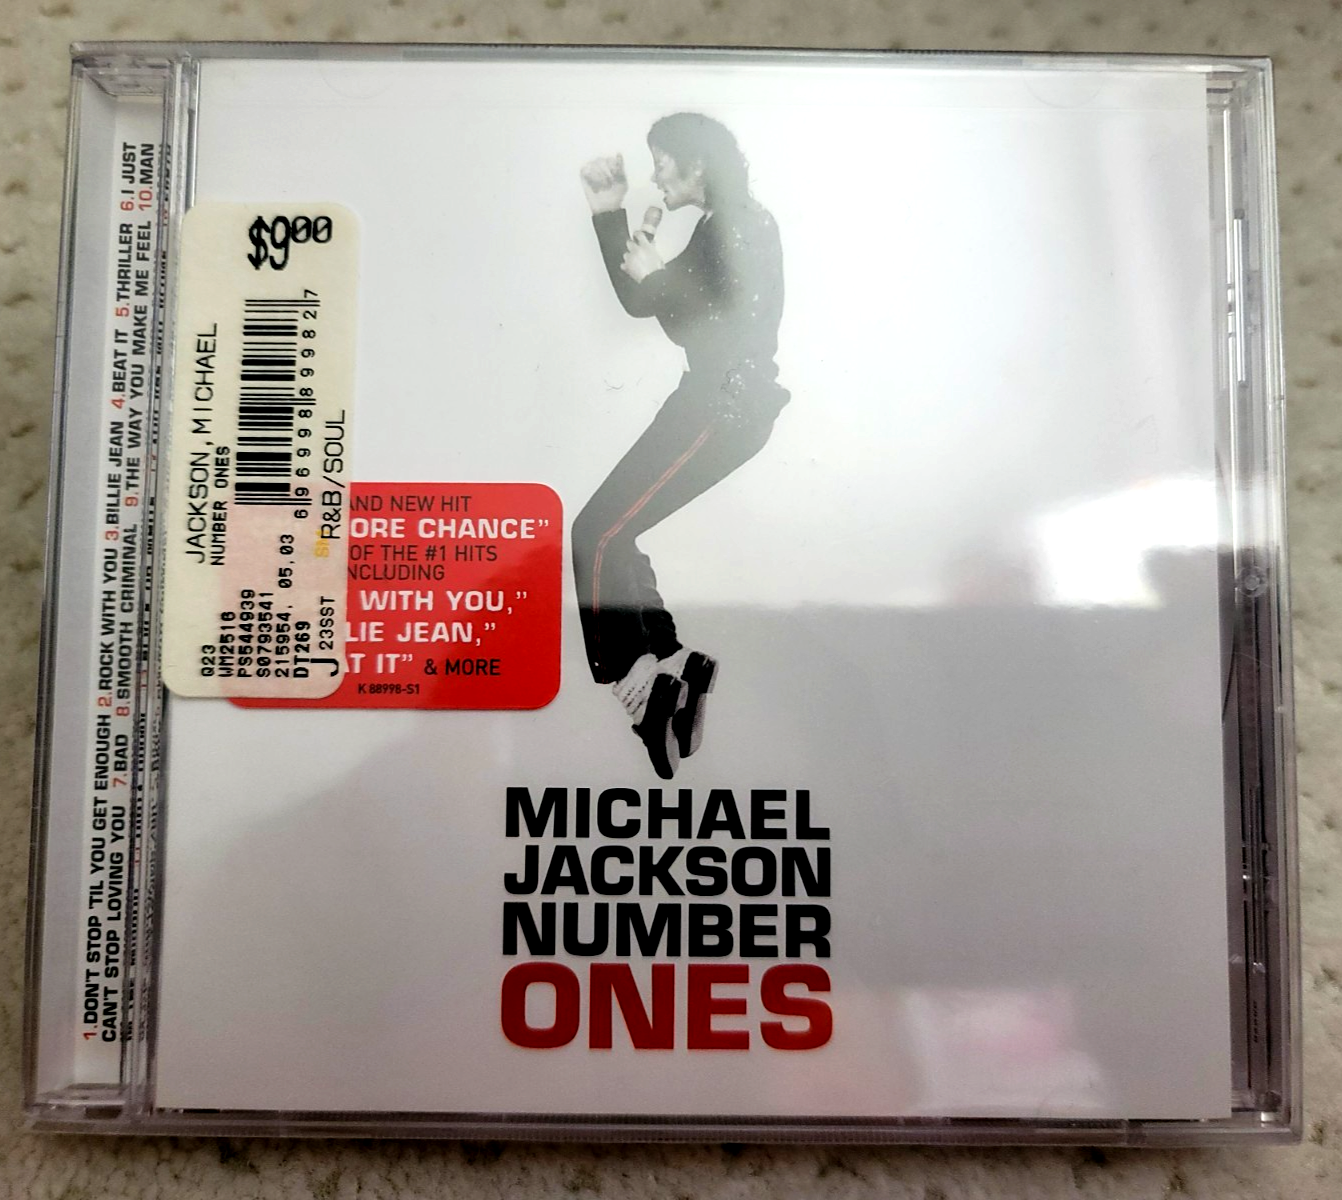 1.DON'T STOP 'TIL YOU GET ENOUGH 2.ROCK WITH YOU 3.BILLIE JEAN 4.BEAT IT 5.THRILLER 6.I JUST
CAN'T STOP LOVING YOU 7.BAD 8.SMOOTH CRIMINAL 9.THE WAY YOU MAKE ME FEEL 10.MAN
$900
JACKSON, MICHAEL
NUMBER ONES
6 96998 89982 7
R&B/SOUL
Q23
WM2516
PS544939
S0793541
215954, 05,03
DT269
J 23SST
AND NEW HIT
ORE CHANCE"
OF THE #1 HITS
NCLUDING
WITH YOU,"
LIE JEAN,"
AT IT" & MORE
K 88998-S1
MICHAEL
JACKSON
NUMBER
ONES